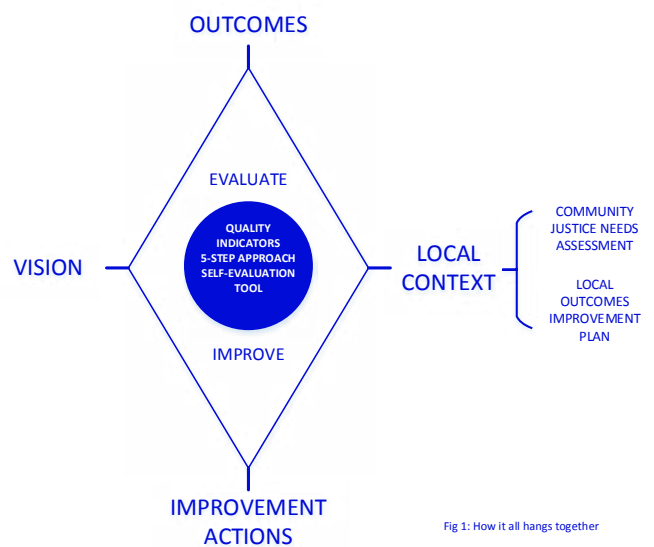 OUTCOMES
EVALUATE
QUALITY
INDICATORS
5-STEP APPROACH
SELF-EVALUATION
TOOL
VISION
LOCAL
CONTEXT
COMMUNITY
JUSTICE NEEDS
ASSESSMENT
LOCAL
OUTCOMES
IMPROVEMENT
PLAN
IMPROVE
IMPROVEMENT
ACTIONS
Fig 1: How it all hangs together